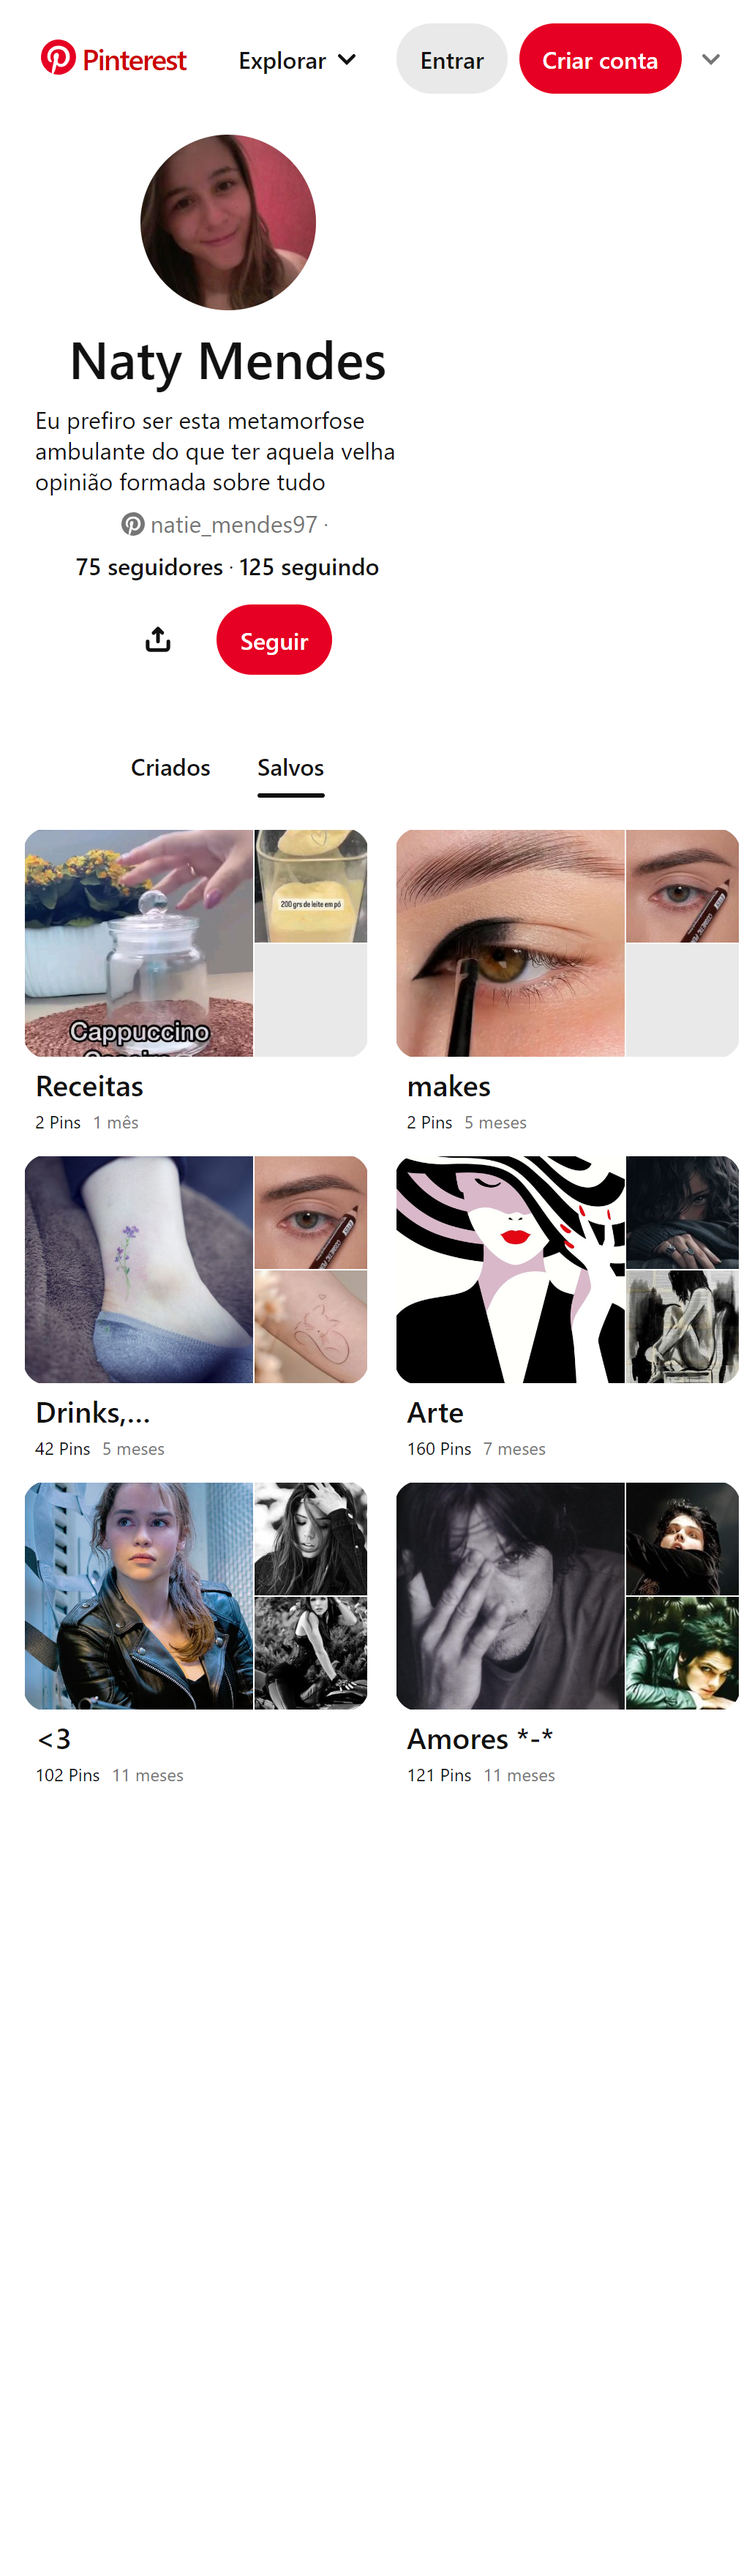 Pinterest
Explorar
Entrar
Criar conta
Naty Mendes
Eu prefiro ser esta metamorfose
ambulante do que ter aquela velha
opinião formada sobre tudo
natie_mendes97 ·
75 seguidores · 125 seguindo
Seguir
Criados
Salvos
200 grs de leite em pó
Cappuccino
Receitas
2 Pins 1 mês
makes
2 Pins 5 meses
Drinks,...
42 Pins 5 meses
Arte
160 Pins 7 meses
<3
102 Pins 11 meses
Amores *-*
121 Pins 11 meses